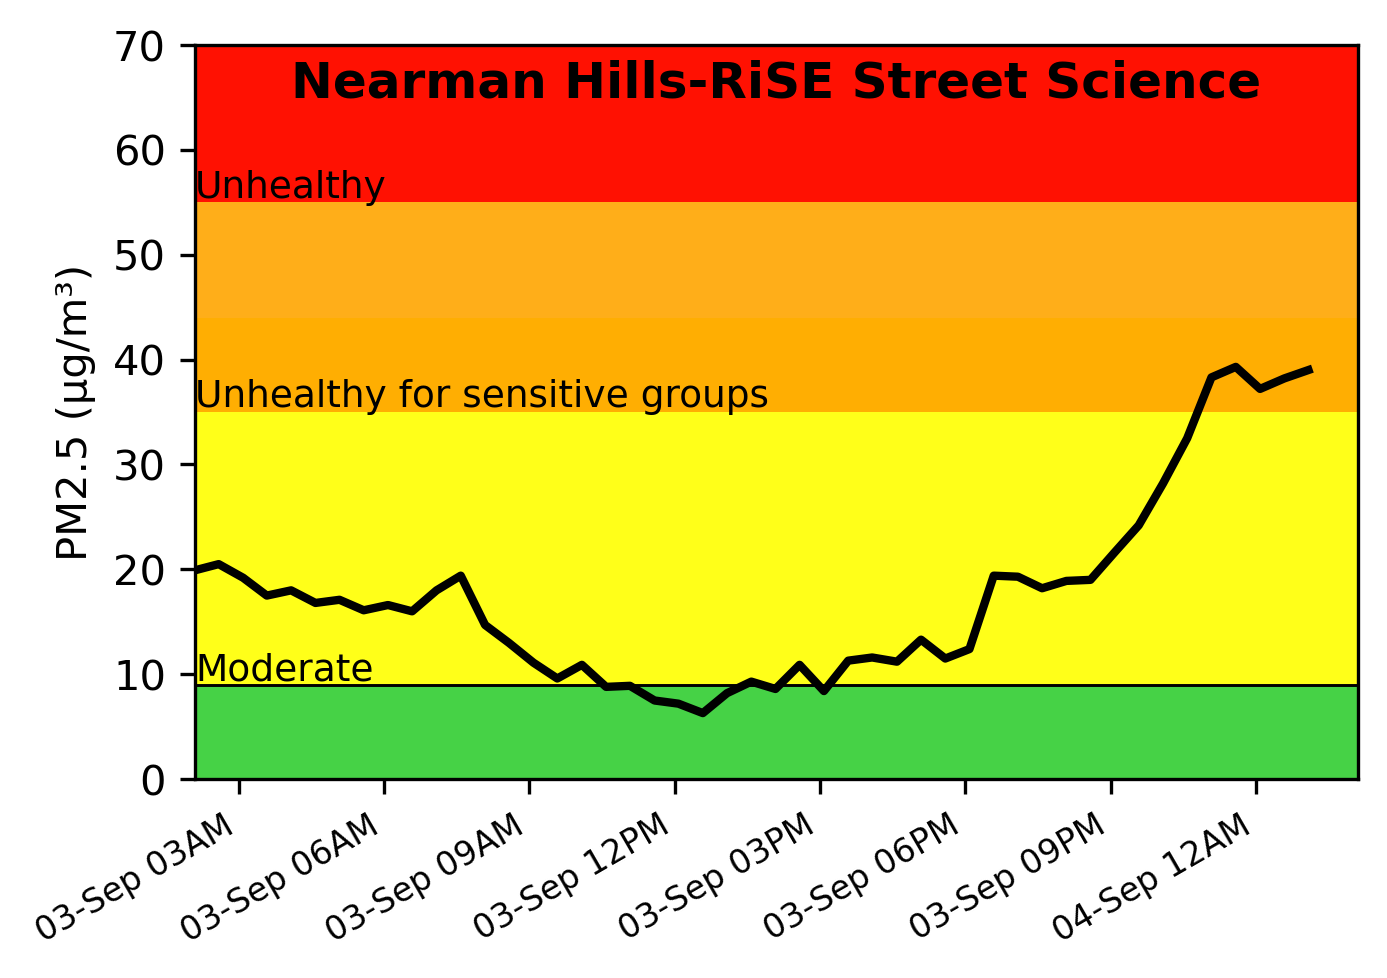 Nearman Hills-RiSE Street Science
PM2.5 (µg/m³)
70
60
50
40
30
20
10
0
Unhealthy
Unhealthy for sensitive groups
Moderate
03-Sep 03AM
03-Sep 06AM
03-Sep 09AM
03-Sep 12PM
03-Sep 03PM
03-Sep 06PM
03-Sep 09PM
04-Sep 12AM